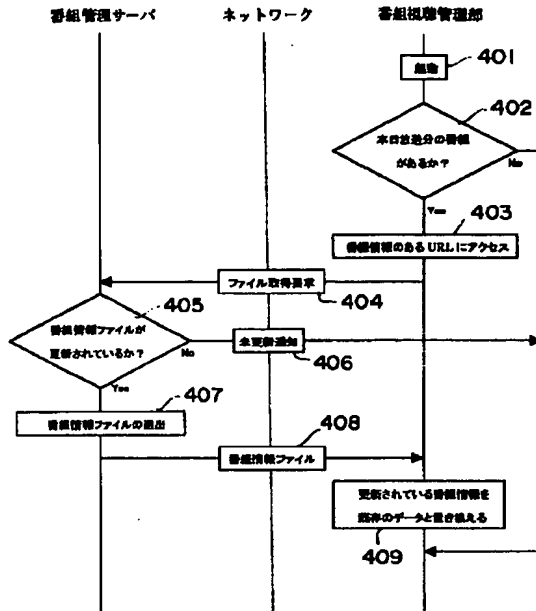 番組管理サーバ
ネットワーク
番組視聴管理部
起動
401
402
本日放送分の番組
があるか？
No
Yes
403
番組情報のあるURLにアクセス
ファイル取得要求
404
405
番組情報ファイルが
更新されているか？
No
未更新通知
406
Yes
407
番組情報ファイルの送出
408
番組情報ファイル
更新されている番組情報を
既存のデータと置き換える
409